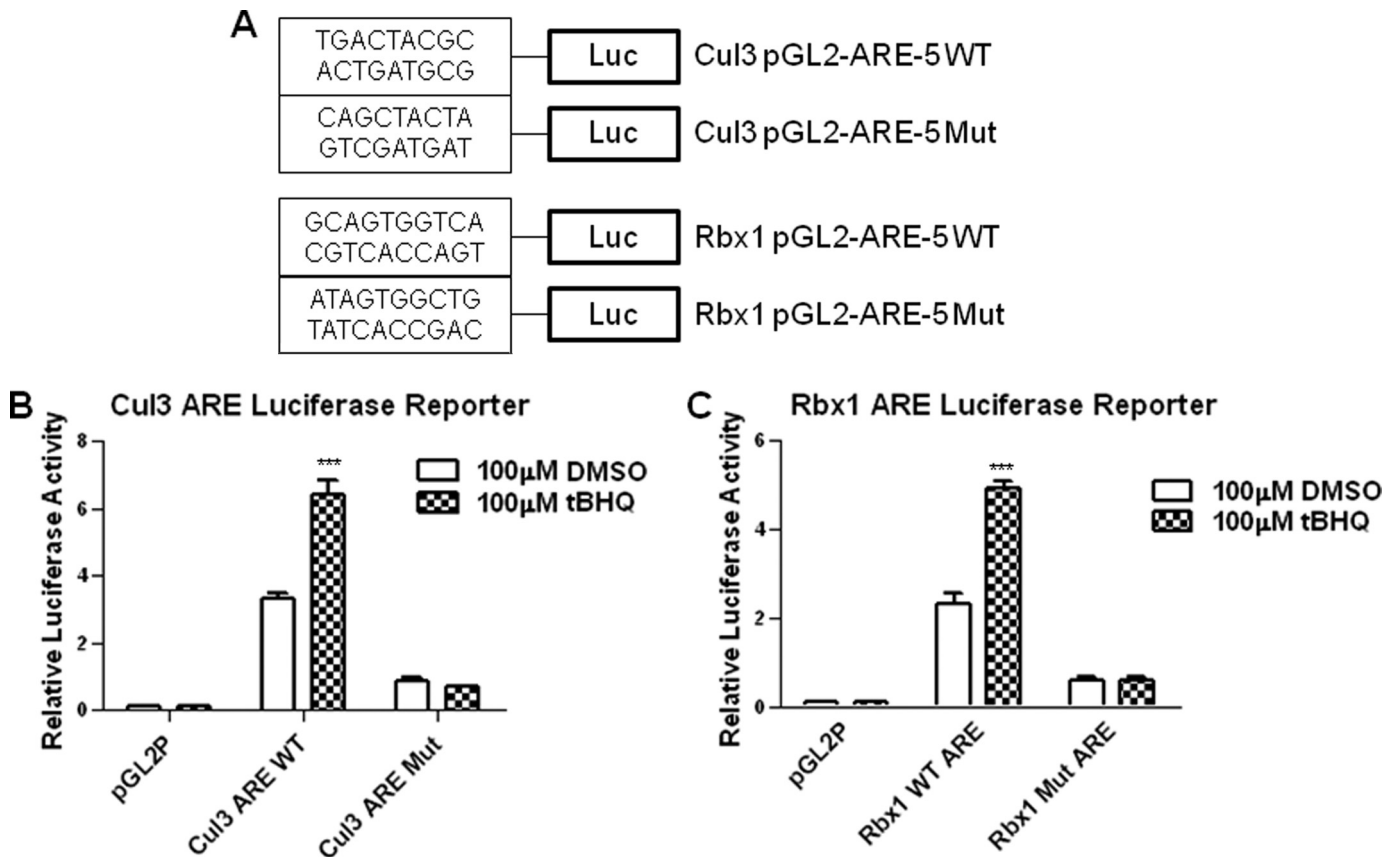 A
TGACTACGC
ACTGATGCG
Luc
Cul3 pGL2-ARE-5WT
CAGCTACTA
GTCGATGAT
Luc
Cul3 pGL2-ARE-5Mut
GCAGTGGTCA
CGTCACCAGT
Luc
Rbx1 pGL2-ARE-5WT
ATAGTGGCTG
TATCACCGAC
Luc
Rbx1 pGL2-ARE-5Mut
B
Cul3 ARE Luciferase Reporter
Relative Luciferase Activity
8
6
4
2
0
***
100μM DMSO
100μM tBHQ
pGL2P
Cul3 ARE WT
Cul3 ARE Mut
C
Rbx1 ARE Luciferase Reporter
Relative Luciferase Activity
6
4
2
0
***
100μM DMSO
100μM tBHQ
pGL2P
Rbx1 WT ARE
Rbx1 Mut ARE